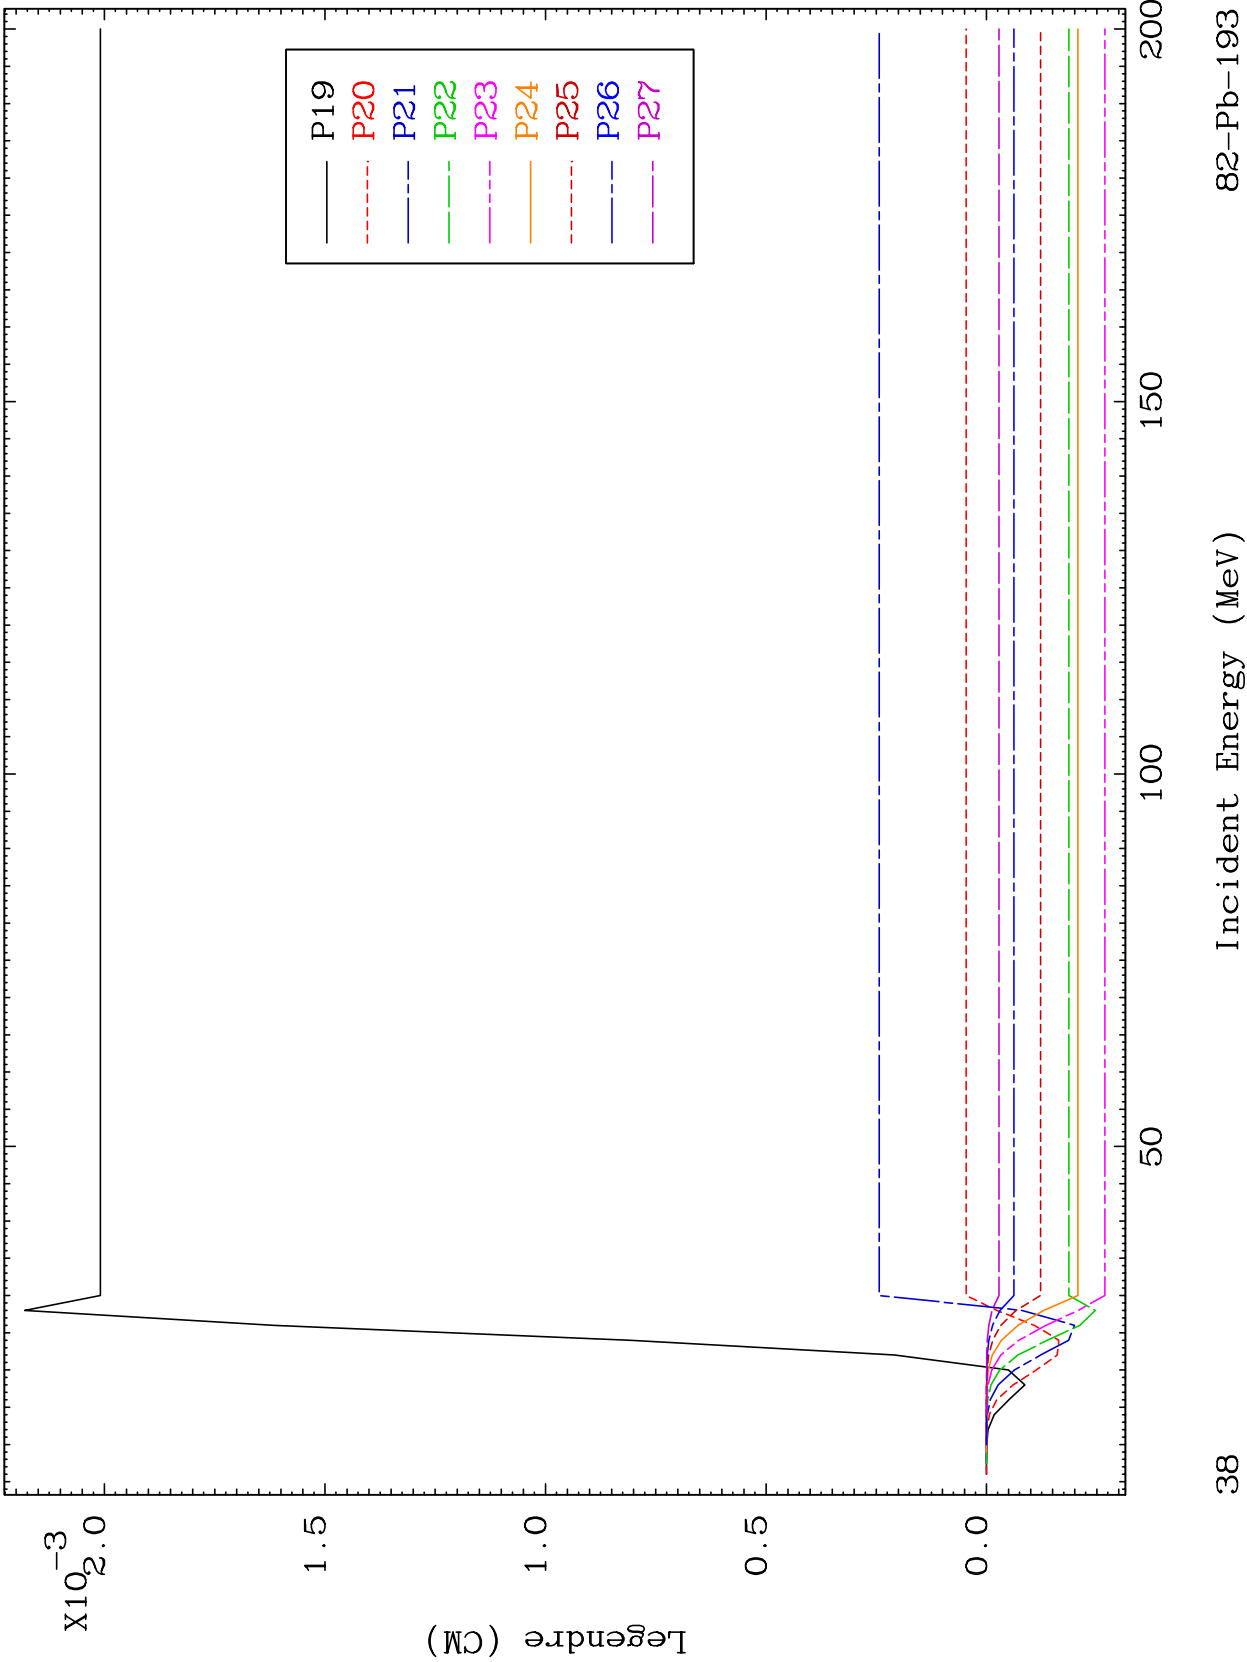 X10-3
2.0
1.5
1.0
0.5
0.0
Legendre (CM)
P19
P20
P21
P22
P23
P24
P25
P26
P27
50
100
150
200
38
Incident Energy (MeV)
82-Pb-193